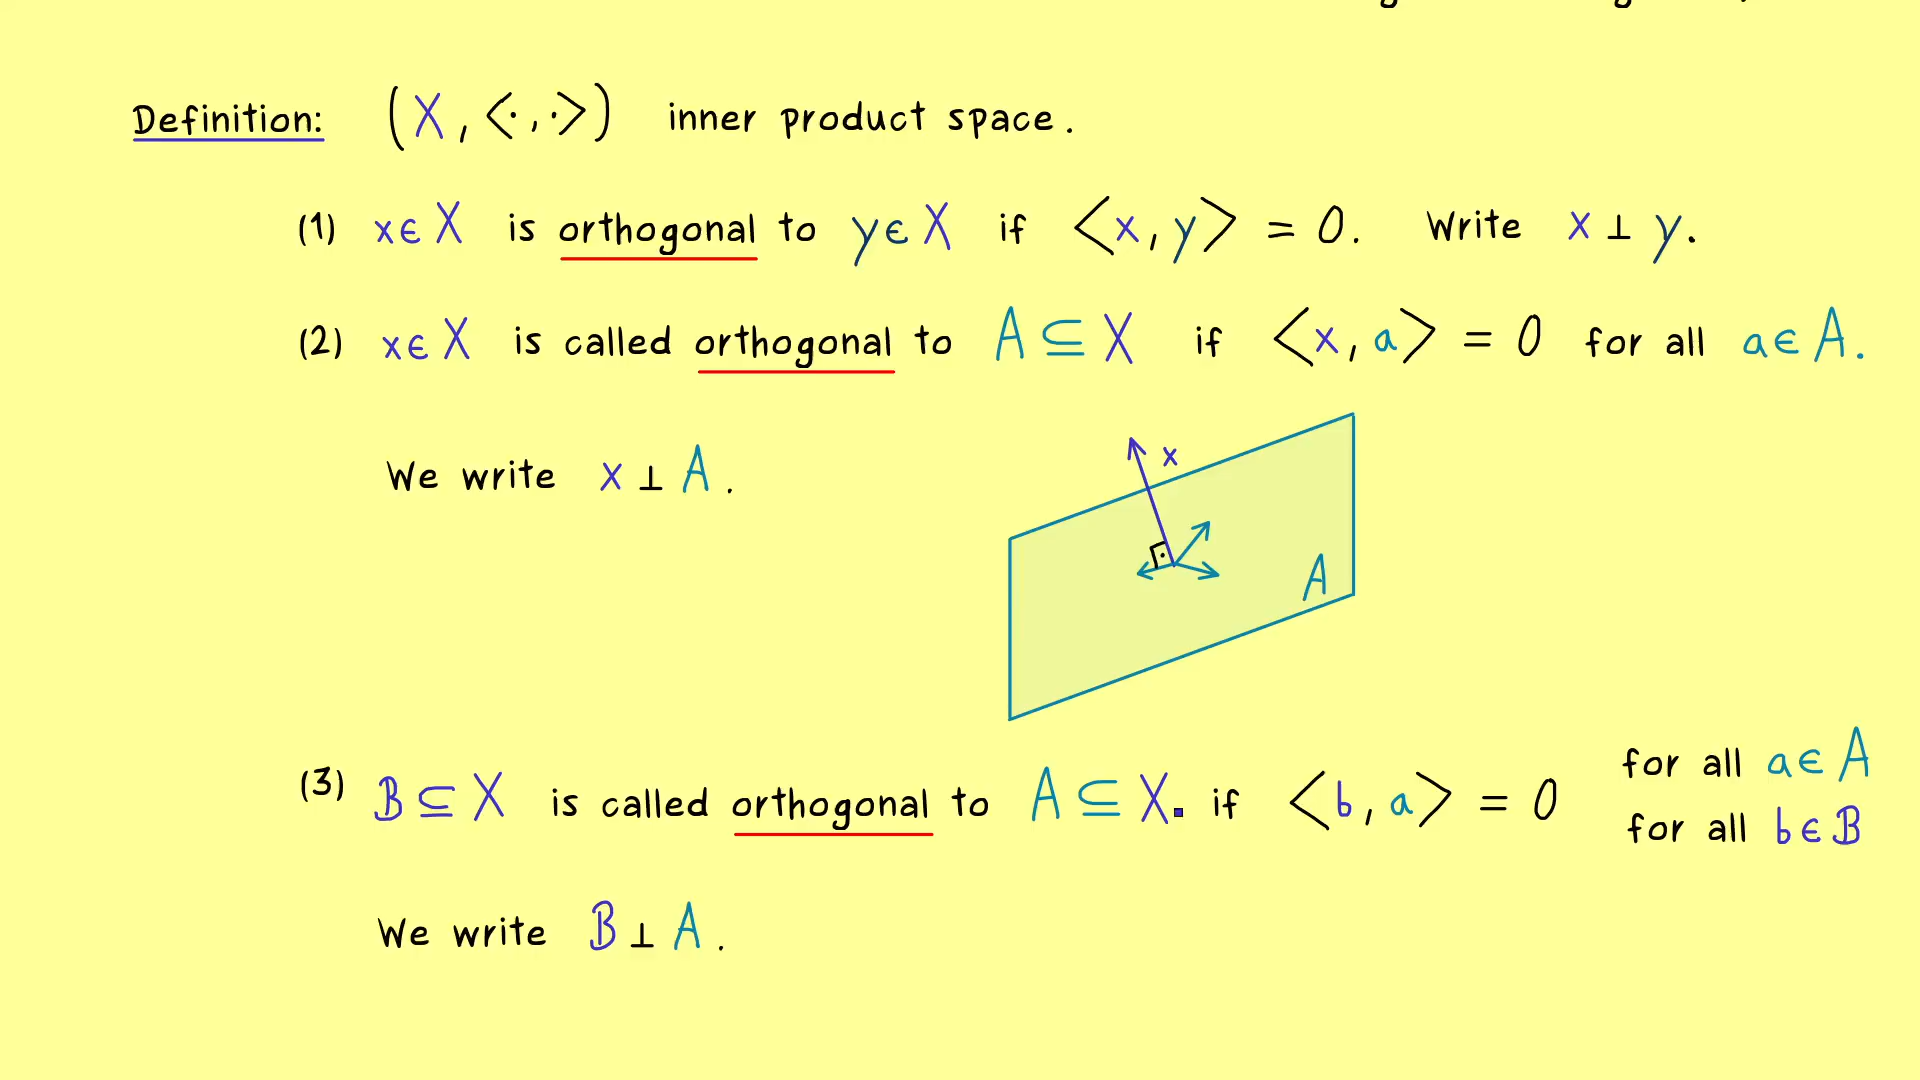 Definition: (X, <·,·>) inner product space.
(1) x∈X is orthogonal to y∈X if <x, y> = 0. Write x ⊥ y.
(2) x∈X is called orthogonal to A ⊆ X if <x, a> = 0 for all a∈A.
We write x ⊥ A.
x
A
(3) B ⊆ X is called orthogonal to A ⊆ X. if <b, a> = 0 for all a∈A
for all b∈B
We write B ⊥ A.